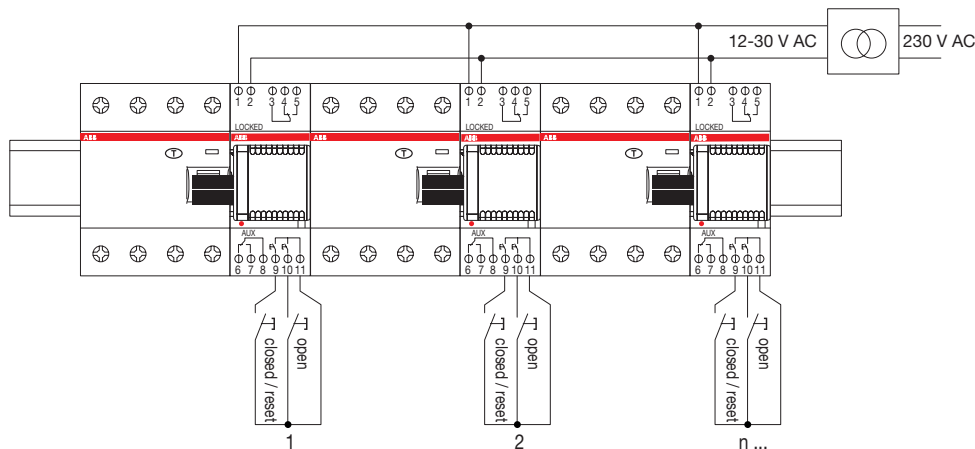 12-30 V AC
230 V AC
1 2 3 4 5
1 2 3 4 5
1 2 3 4 5
LOCKED
LOCKED
LOCKED
ABB ABB
ABB ABB
ABB ABB
T
T
T
AUX
AUX
AUX
6 7 8 9 10 11
6 7 8 9 10 11
6 7 8 9 10 11
closed / reset
open
closed / reset
open
closed / reset
open
1
2
n ...